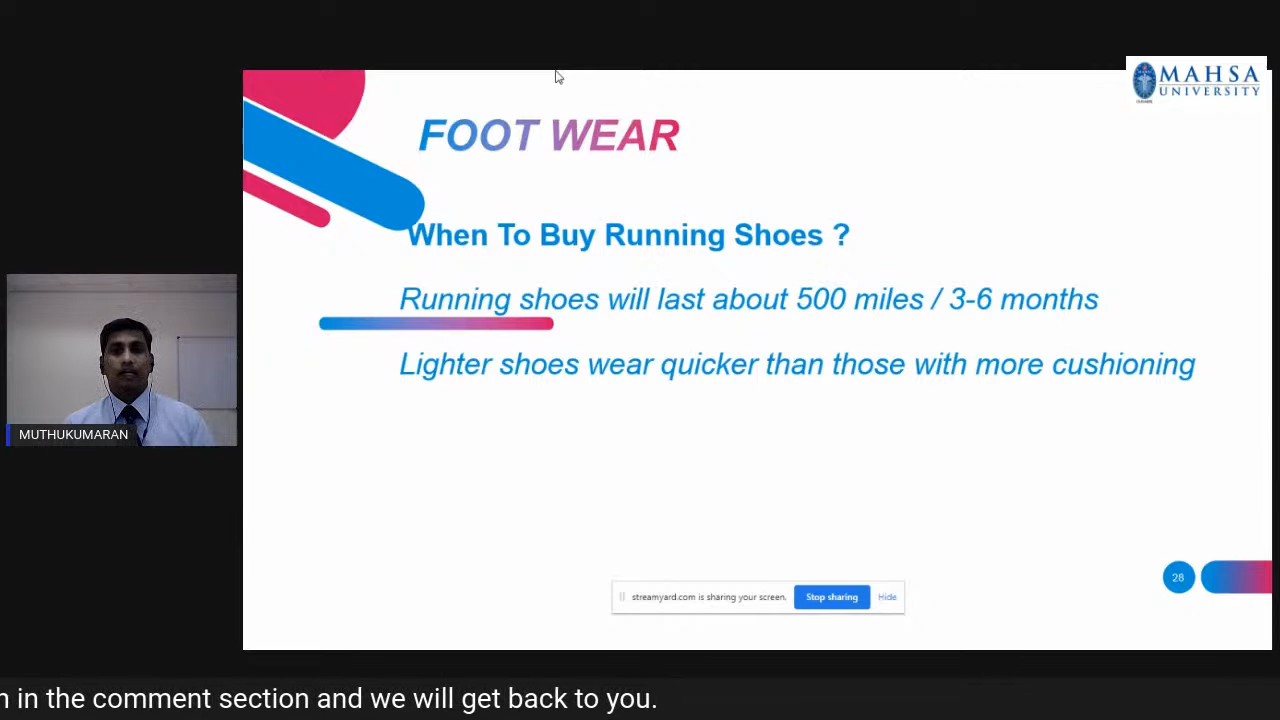 MAHSA
UNIVERSITY
FOOT WEAR
When To Buy Running Shoes ?
Running shoes will last about 500 miles / 3-6 months
Lighter shoes wear quicker than those with more cushioning
MUTHUKUMARAN
28
streamyard.com is sharing your screen. Stop sharing Hide
in the comment section and we will get back to you.